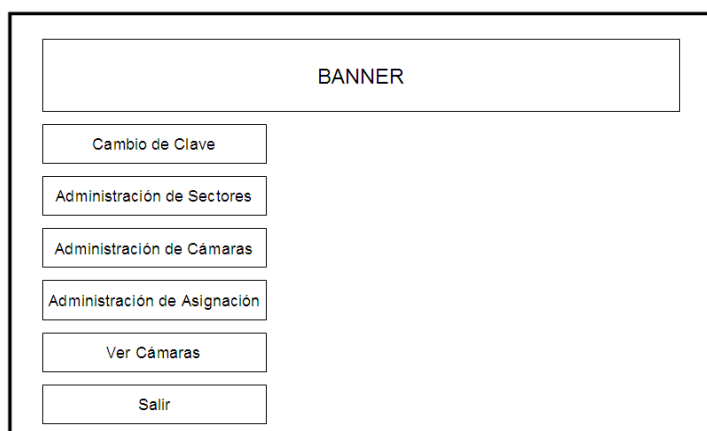 BANNER
Cambio de Clave
Administración de Sectores
Administración de Cámaras
Administración de Asignación
Ver Cámaras
Salir